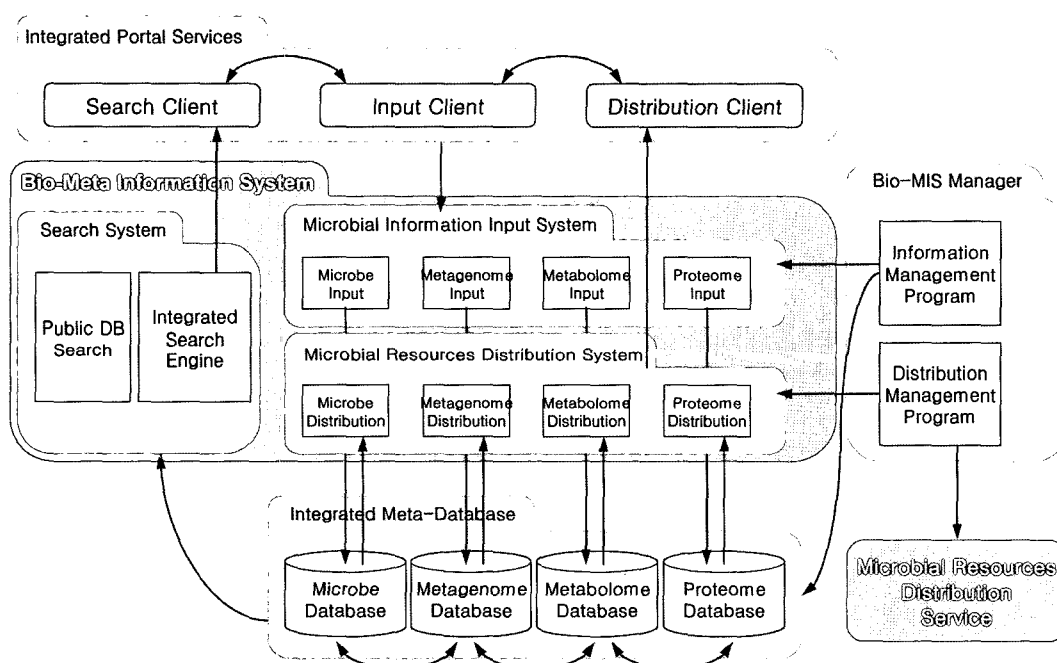 Integrated Portal Services
Search Client
Input Client
Distribution Client
Bio-Meta Information System
Search System
Public DB
Search
Integrated
Search
Engine
Microbial Information Input System
Microbe
Input
Metagenome
Input
Metabolome
Input
Proteome
Input
Microbial Resources Distribution System
Microbe
Distribution
Metagenome
Distribution
Metabolome
Distribution
Proteome
Distribution
Bio-MIS Manager
Information
Management
Program
Distribution
Management
Program
Integrated Meta-Database
Microbe
Database
Metagenome
Database
Metabolome
Database
Proteome
Database
Microbial Resources
Distribution
Service